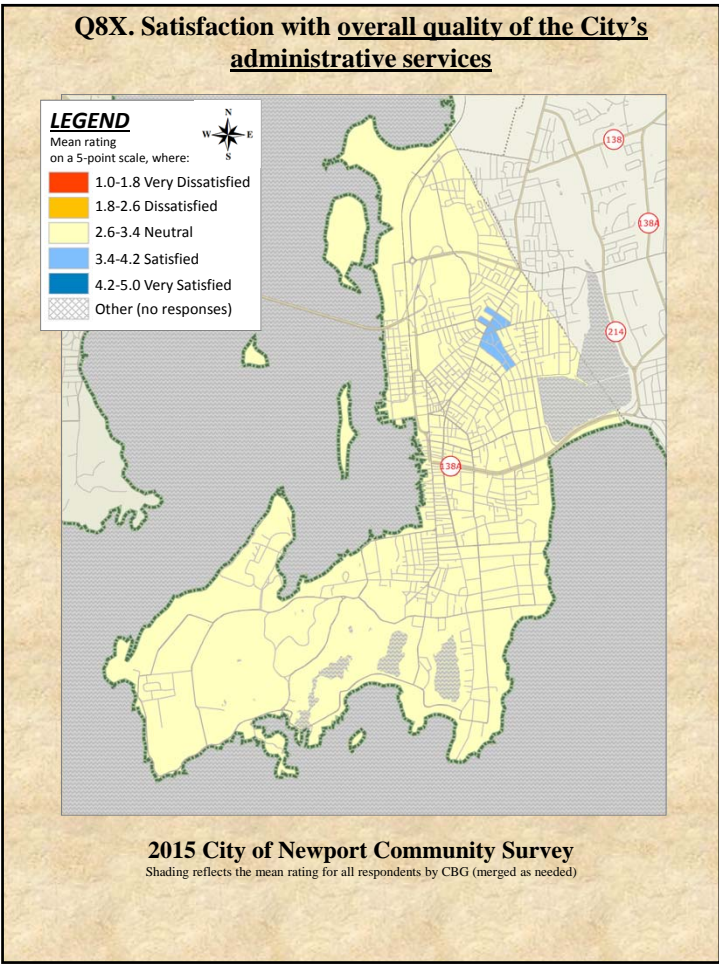 Q8X. Satisfaction with overall quality of the City's
administrative services
LEGEND
Mean rating
on a 5-point scale, where:
N
W E
S
1.0-1.8 Very Dissatisfied
1.8-2.6 Dissatisfied
2.6-3.4 Neutral
3.4-4.2 Satisfied
4.2-5.0 Very Satisfied
Other (no responses)
138
138A
214
138A
2015 City of Newport Community Survey
Shading reflects the mean rating for all respondents by CBG (merged as needed)